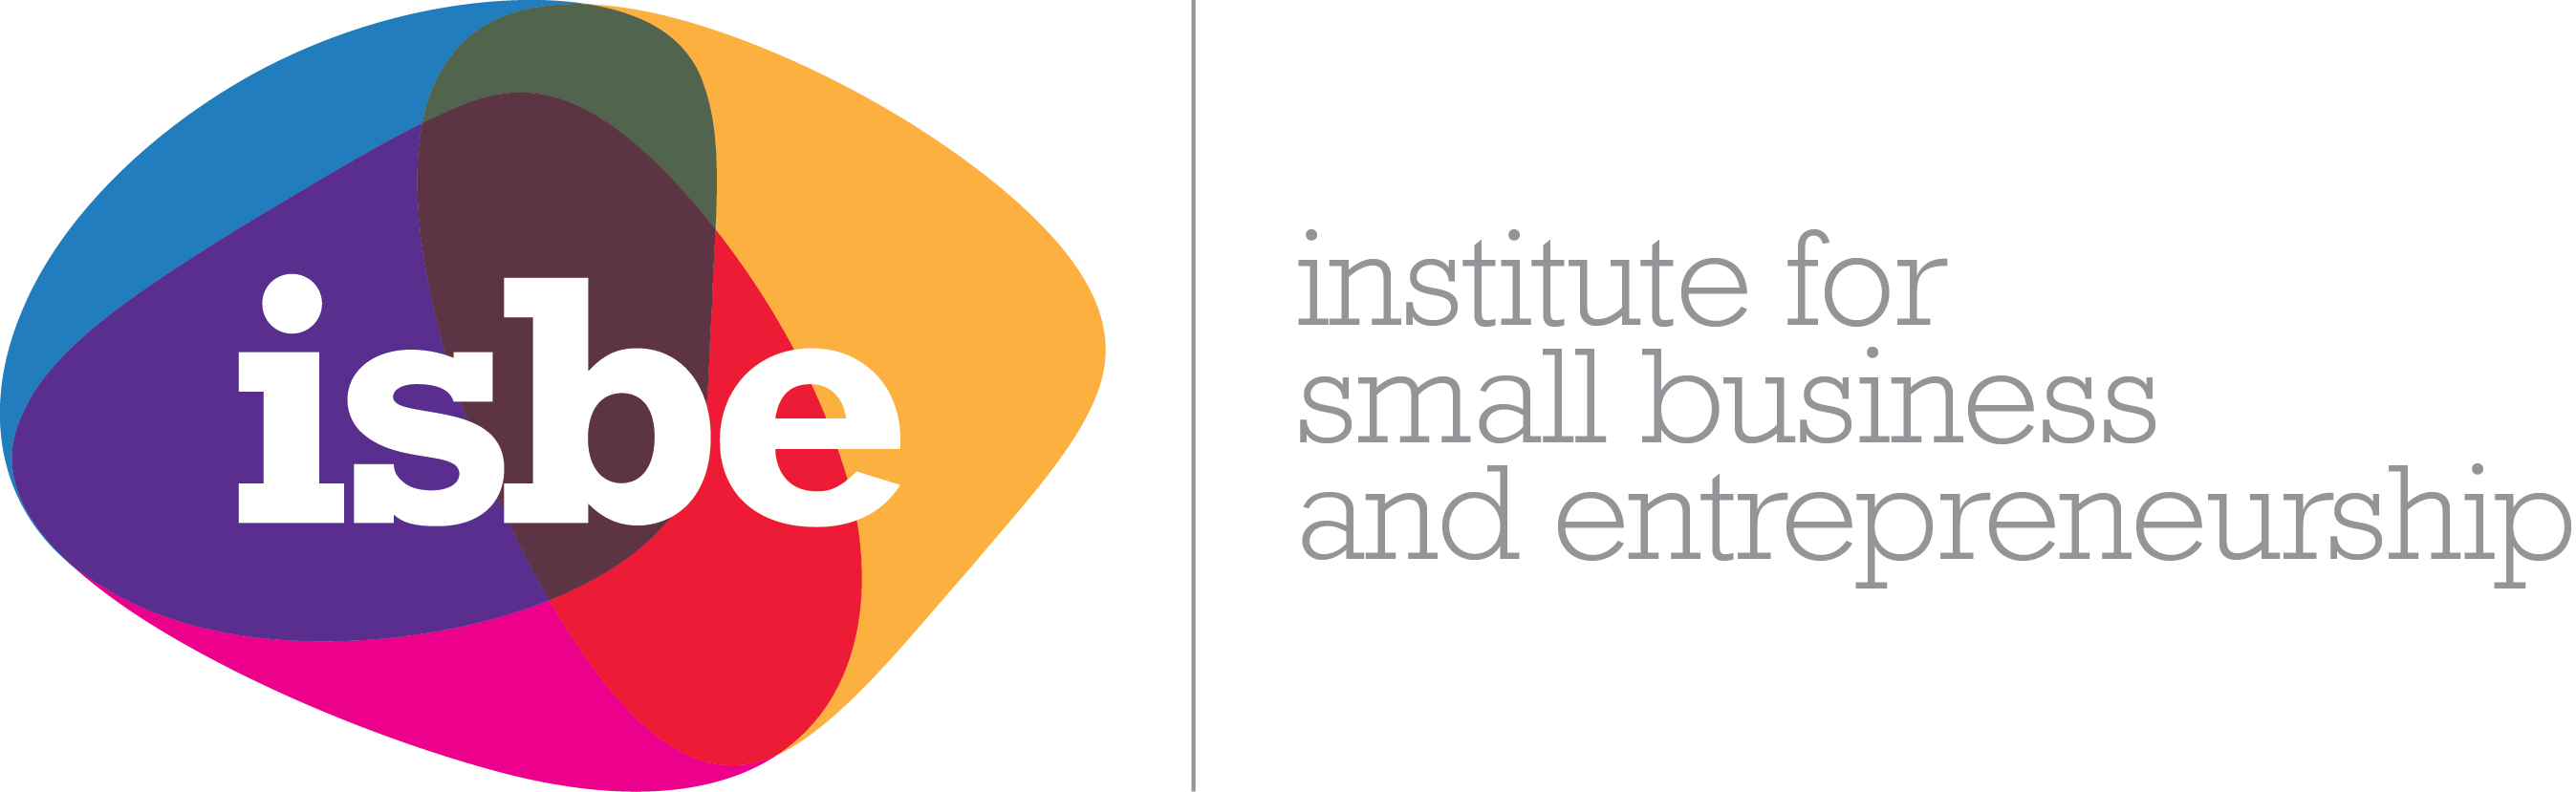 isbe
institute for
small business
and entrepreneurship